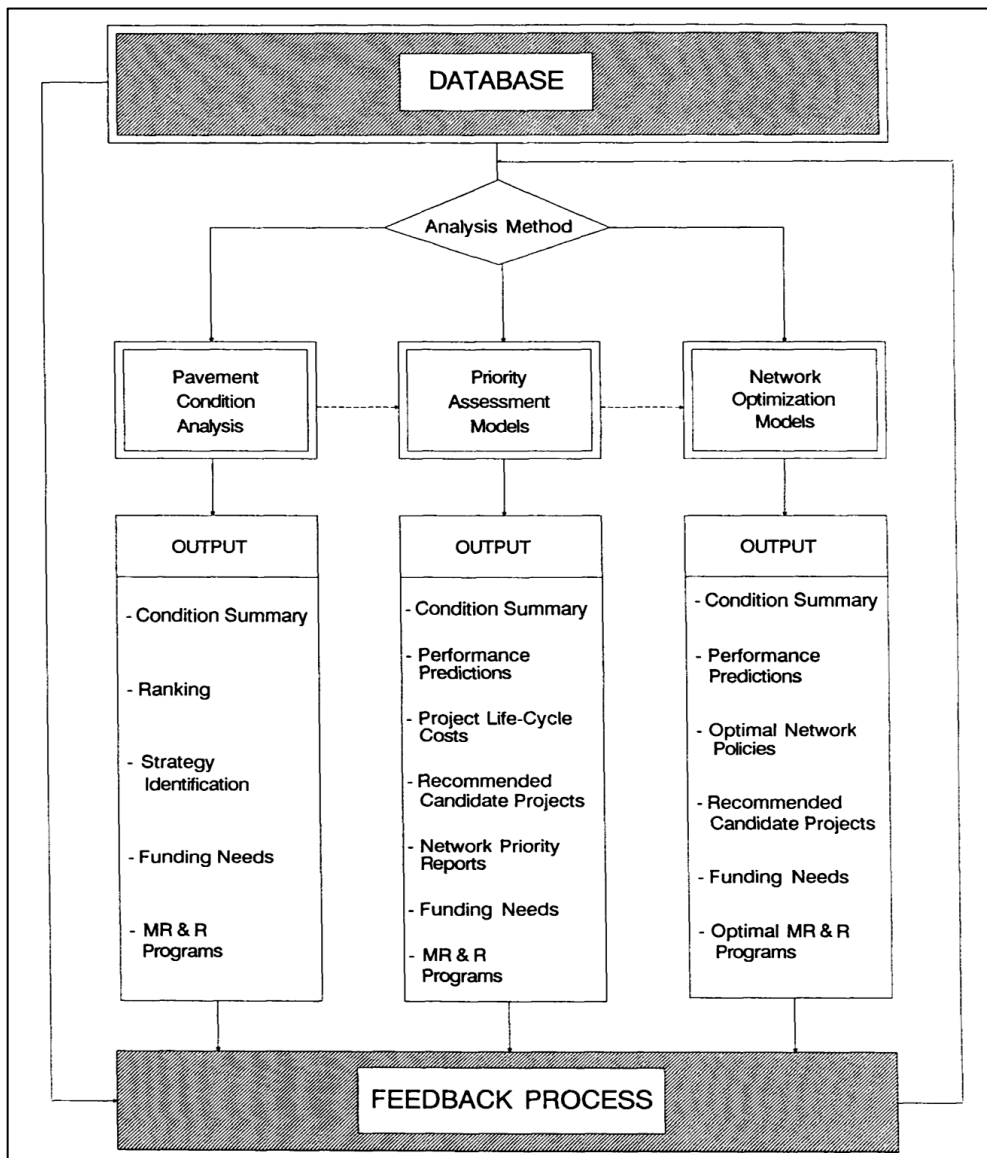 DATABASE
Analysis Method
Pavement
Condition
Analysis
Priority
Assessment
Models
Network
Optimization
Models
OUTPUT
- Condition Summary
- Ranking
- Strategy
Identification
- Funding Needs
- MR & R
Programs
OUTPUT
- Condition Summary
- Performance
Predictions
- Project Life-Cycle
Costs
- Recommended
Candidate Projects
- Network Priority
Reports
- Funding Needs
- MR & R
Programs
OUTPUT
- Condition Summary
- Performance
Predictions
- Optimal Network
Policies
- Recommended
Candidate Projects
- Funding Needs
- Optimal MR & R
Programs
FEEDBACK PROCESS